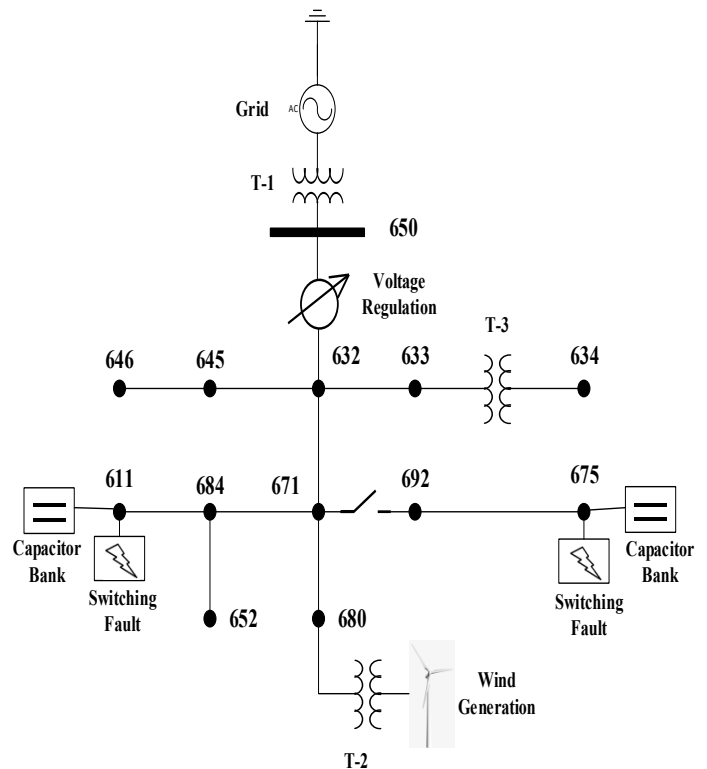 Grid
AC
T-1
650
Voltage
Regulation
T-3
646
645
632
633
634
611
684
671
692
675
Capacitor
Bank
Switching
Fault
Capacitor
Bank
Switching
Fault
652
680
Wind
Generation
T-2